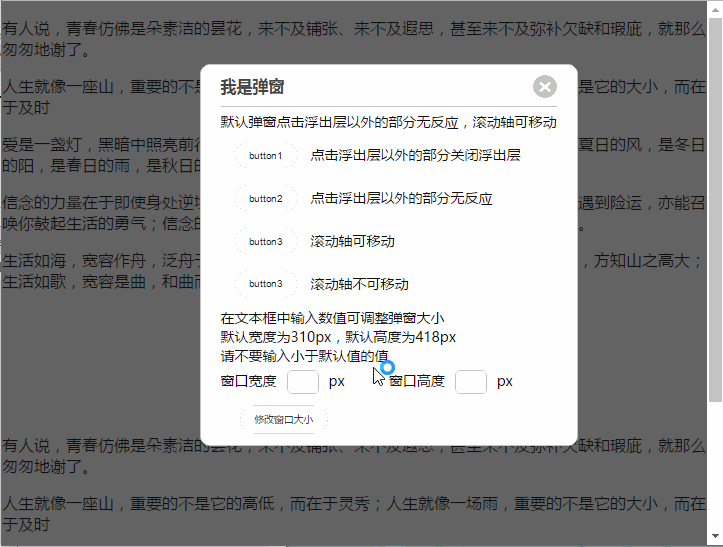 有人说，青春仿佛是朵素洁的昙花，来不及铺张、来不及遐思，甚至来不及弥补欠缺和瑕疵，就那么
匆匆地谢了。
人生就像一座山，重要的不是
是它的大小，而在
于及时
爱是一盏灯，黑暗中照亮前行
夏日的风，是冬日
的阳，是春日的雨，是秋日的
信念的力量在于即使身处逆境
遇到险运，亦能召
唤你鼓起生活的勇气；信念的
。
生活如海，宽容作舟，泛舟于
，方知山之高大；
生活如歌，宽容是曲，和曲而
我是弹窗
默认弹窗点击浮出层以外的部分无反应，滚动轴可移动
button1 点击浮出层以外的部分关闭浮出层
button2 点击浮出层以外的部分无反应
button3 滚动轴可移动
button3 滚动轴不可移动
在文本框中输入数值可调整弹窗大小
默认宽度为310px，默认高度为418px
请不要输入小于默认值的值
窗口宽度 px 窗口高度 px
修改窗口大小
有人说，青春仿佛是朵素洁的昙花，来不及铺张、来不及遐思，甚至来不及弥补欠缺和瑕疵，就那么
匆匆地谢了。
人生就像一座山，重要的不是它的高低，而在于灵秀；人生就像一场雨，重要的不是它的大小，而在
于及时